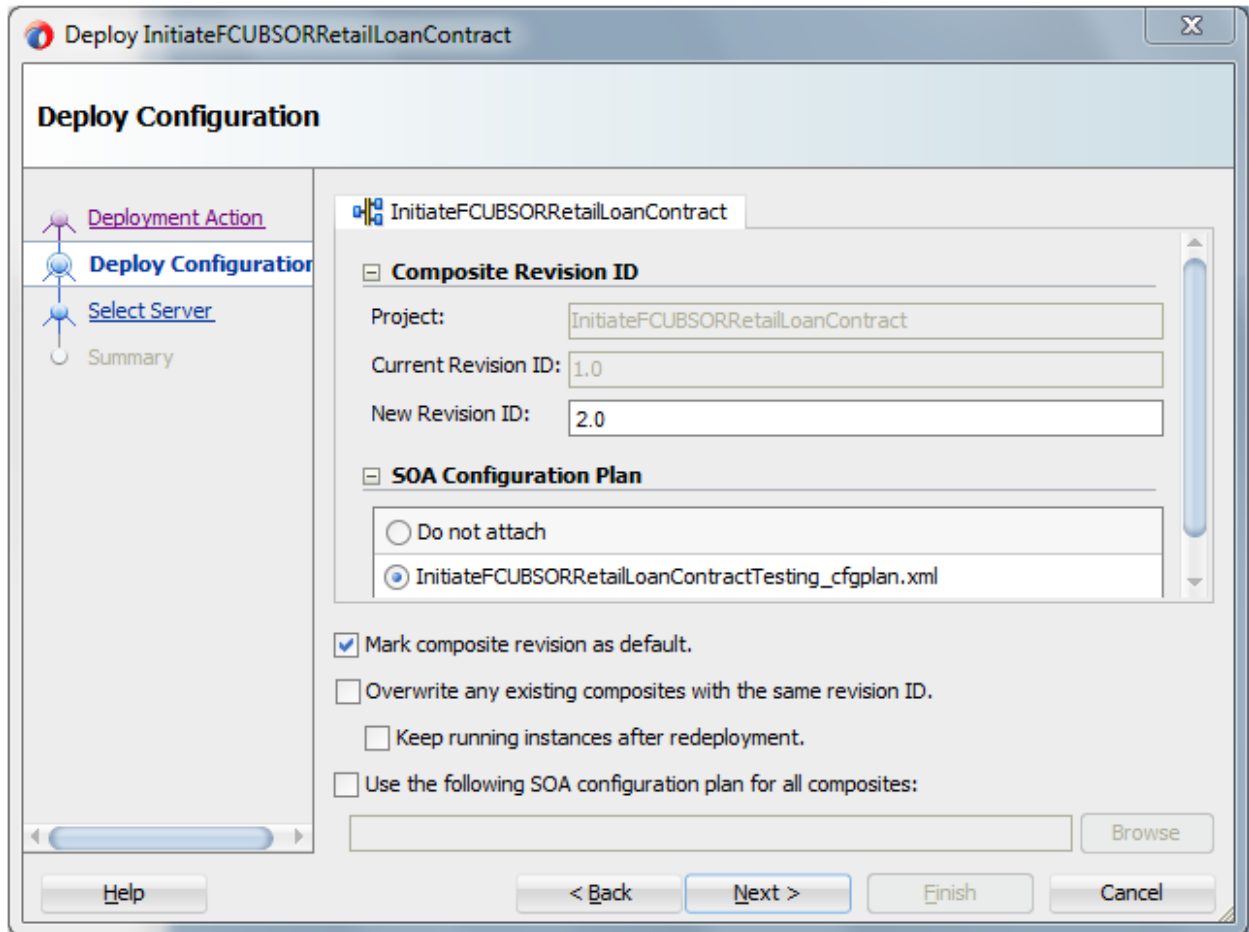 Deploy InitiateFCUBSORRetailLoanContract
Deploy Configuration
Deployment Action
Deploy Configuration
Select Server
Summary
InitiateFCUBSORRetailLoanContract
Composite Revision ID
Project: InitiateFCUBSORRetailLoanContract
Current Revision ID: 1.0
New Revision ID: 2.0
SOA Configuration Plan
Do not attach
InitiateFCUBSORRetailLoanContractTesting_cfgplan.xml
Mark composite revision as default.
Overwrite any existing composites with the same revision ID.
Keep running instances after redeployment.
Use the following SOA configuration plan for all composites:
Browse
Help < Back Next > Finish Cancel